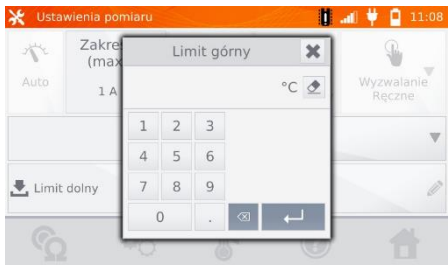 Ustawienia pomiaru 11:08
Limit górny
Zakres
(max
1 A
Auto
Wyzwalanie
Ręczne
°C
1 2 3
4 5 6
7 8 9
0 .
Limit dolny